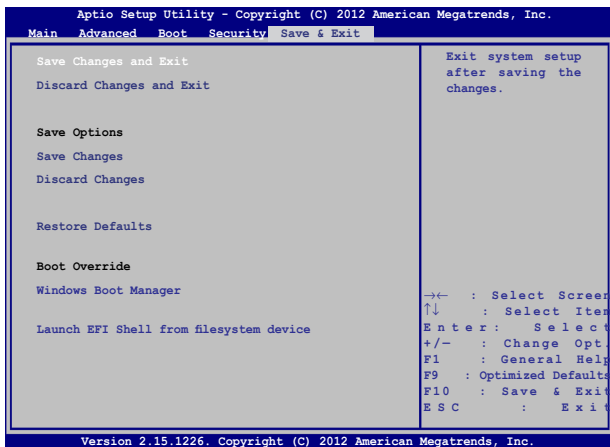 Aptio Setup Utility - Copyright (C) 2012 American Megatrends, Inc.
Main Advanced Boot Security Save & Exit
Save Changes and Exit
Discard Changes and Exit
Save Options
Save Changes
Discard Changes
Restore Defaults
Boot Override
Windows Boot Manager
Launch EFI Shell from filesystem device
Exit system setup
after saving the
changes.
→← : Select Screen
↑↓ : Select Item
Enter: Select
+/— : Change Opt.
F1 : General Help
F9 : Optimized Defaults
F10 : Save & Exit
ESC : Exit
Version 2.15.1226. Copyright (C) 2012 American Megatrends, Inc.